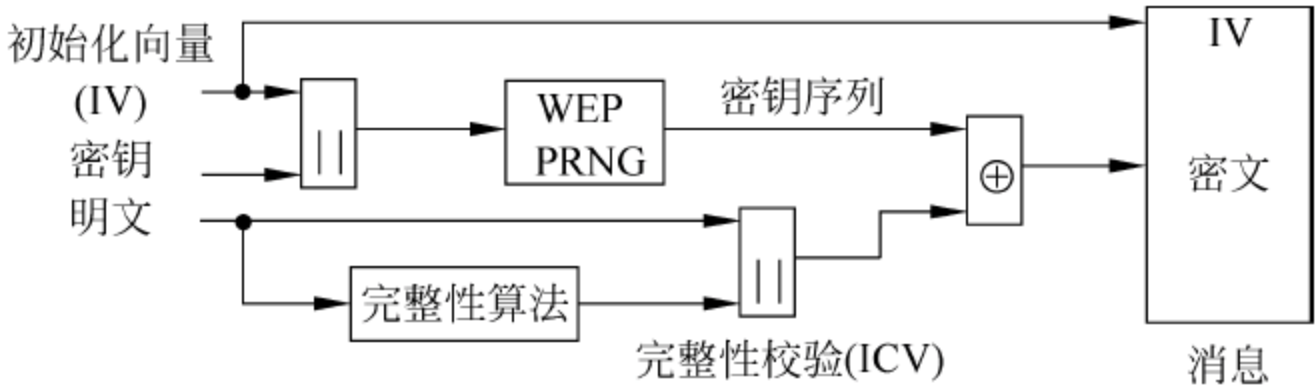 初始化向量
(IV)
密钥
明文
||
WEP
PRNG
密钥序列
⊕
完整性算法
||
完整性校验(ICV)
IV
密文
消息